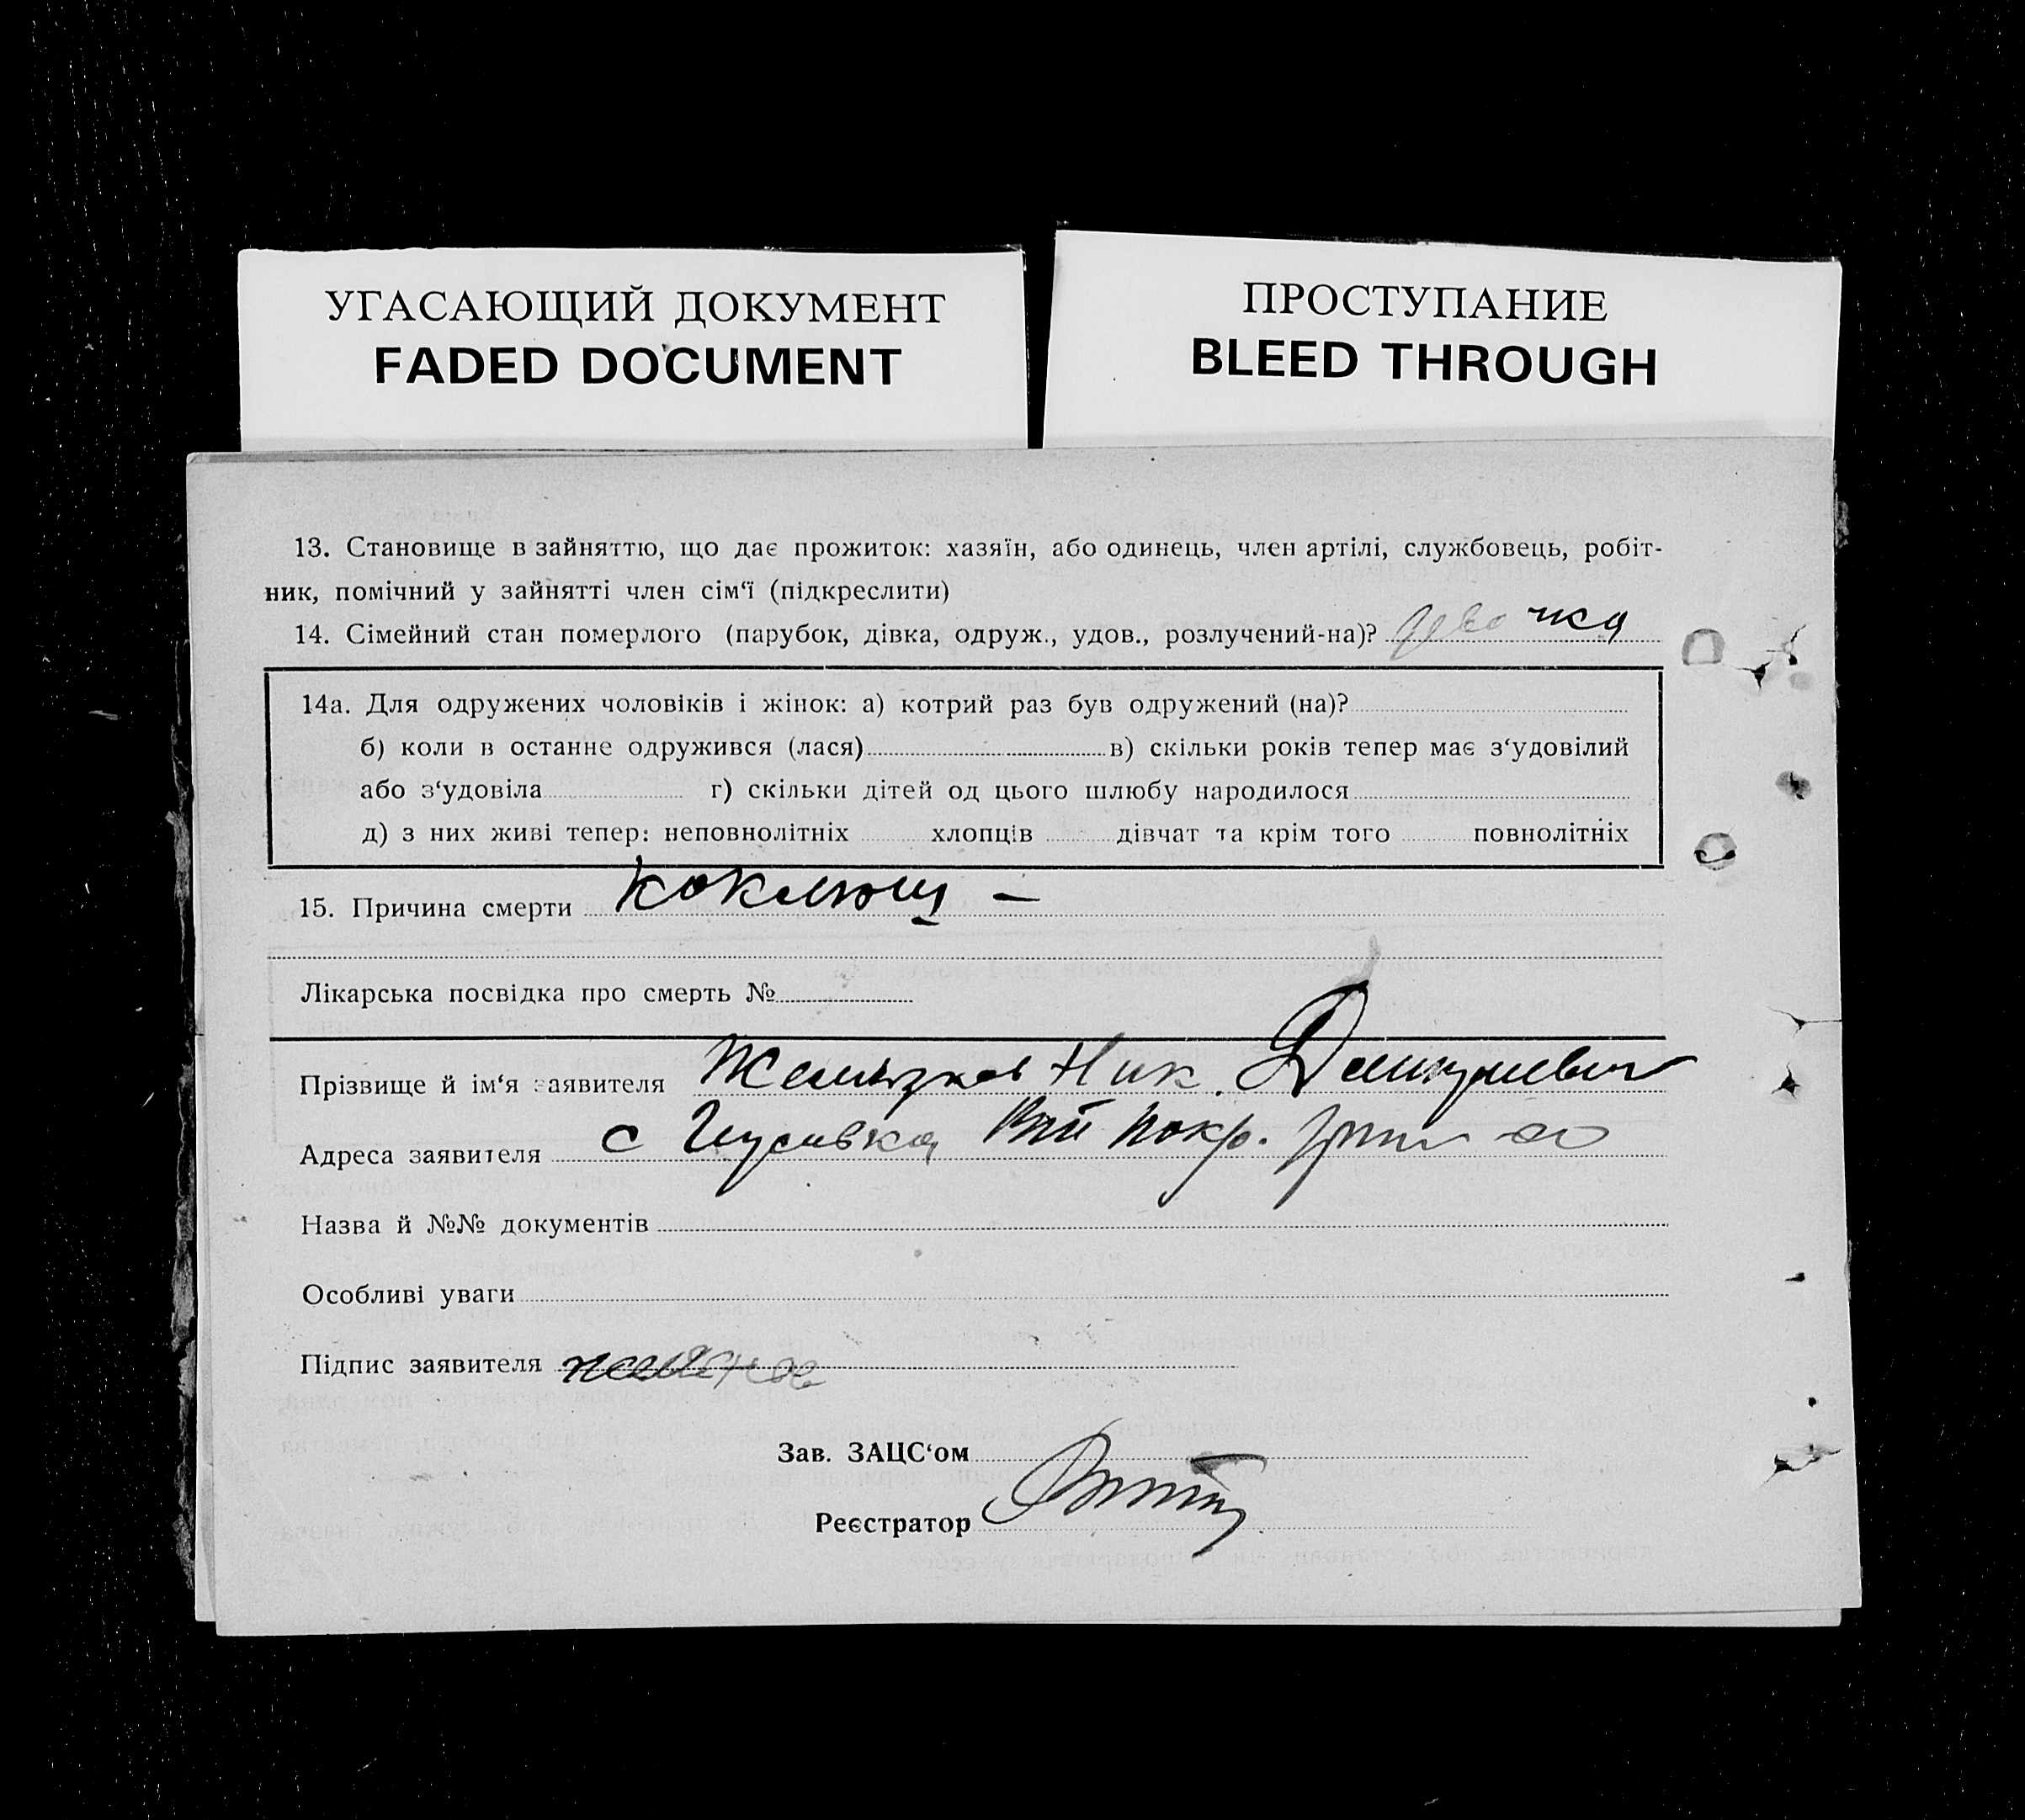 УГАСАЮЩИЙ ДОКУМЕНТ
FADED DOCUMENT
ПРОСТУПАНИЕ
BLEED THROUGH
13. Становище в зайняттю, що дає прожиток: хазяїн, або одинець, член артілі, службовець, робіт-
ник, помічний у зайнятті член сім‘ї (підкреслити)
14. Сімейний стан померлого (парубок, дівка, одруж., удов., розлучений-на)? девочка
14а. Для одружених чоловіків і жінок: а) котрий раз був одружений (на)?
б) коли в останнє одружився (лася) в) скільки років тепер має з‘удовілий
або з‘удовіла г) скільки дітей од цього шлюбу народилося
д) з них живі тепер: неповнолітніх хлопців дівчат та крім того повнолітніх
15. Причина смерти коклюш –
Лікарська посвідка про смерть №
Прізвище й ім‘я заявителя Ник.
Адреса заявителя с
Назва й №№ документів
Особливі уваги
Підпис заявителя
Зав. ЗАЦС‘ом
Реєстратор